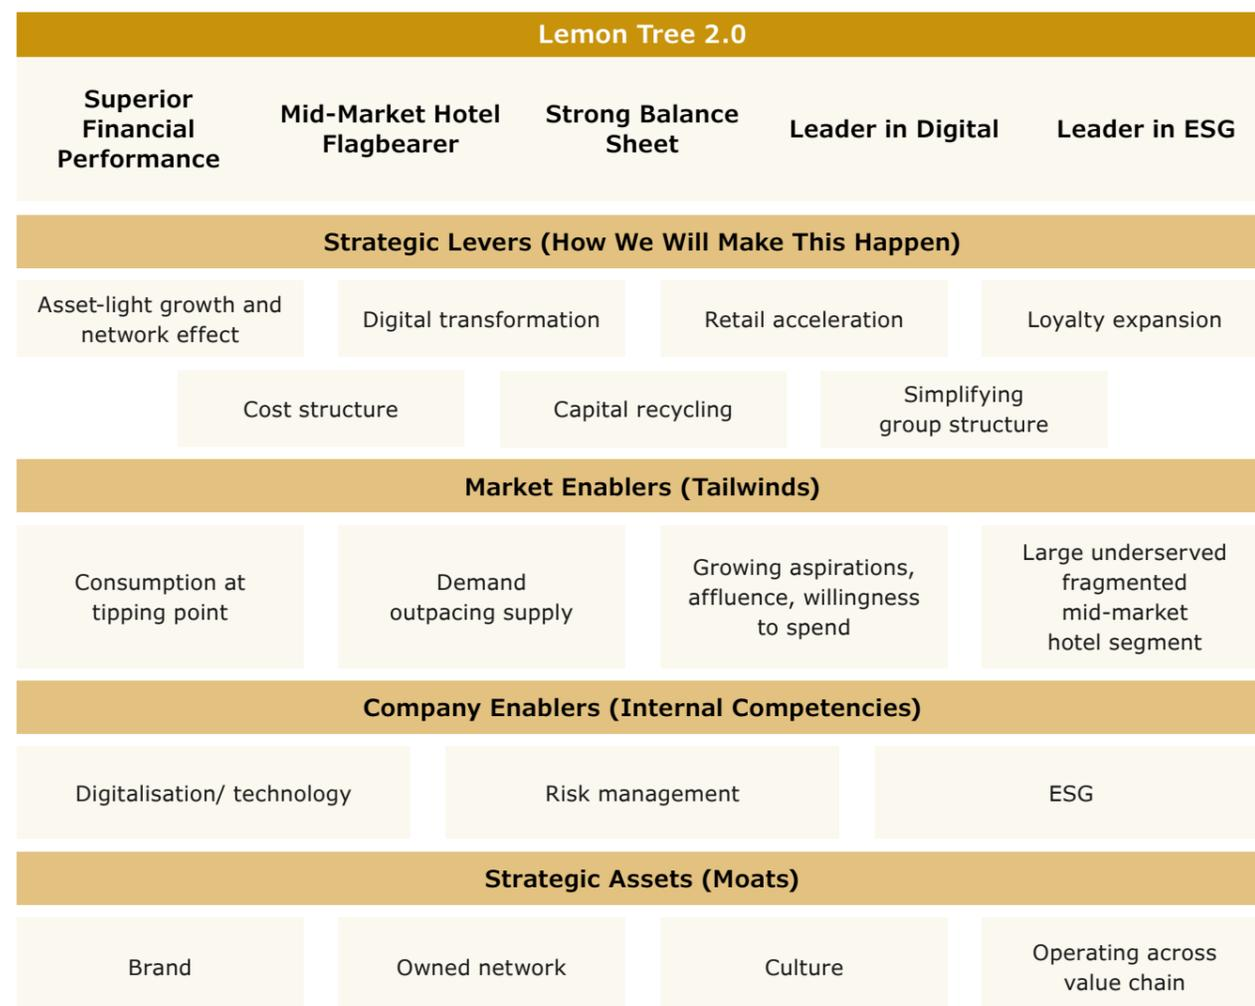 Lemon Tree 2.0
Superior
Financial
Performance
Mid-Market Hotel
Flagbearer
Strong Balance
Sheet
Leader in Digital
Leader in ESG
Strategic Levers (How We Will Make This Happen)
Asset-light growth and
network effect
Digital transformation
Retail acceleration
Loyalty expansion
Cost structure
Capital recycling
Simplifying
group structure
Market Enablers (Tailwinds)
Consumption at
tipping point
Demand
outpacing supply
Growing aspirations,
affluence, willingness
to spend
Large underserved
fragmented
mid-market
hotel segment
Company Enablers (Internal Competencies)
Digitalisation/ technology
Risk management
ESG
Strategic Assets (Moats)
Brand
Owned network
Culture
Operating across
value chain